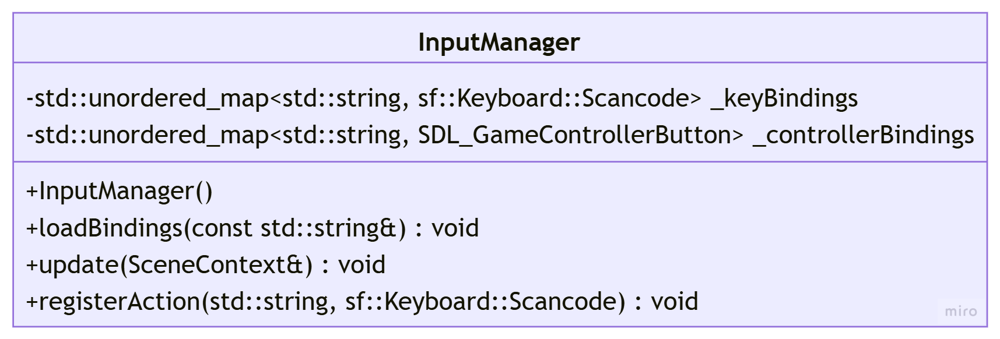 InputManager
-std::unordered_map<std::string, sf::Keyboard::Scancode> _keyBindings
-std::unordered_map<std::string, SDL_GameControllerButton> _controllerBindings
+InputManager()
+loadBindings(const std::string&) : void
+update(SceneContext&) : void
+registerAction(std::string, sf::Keyboard::Scancode) : void
miro